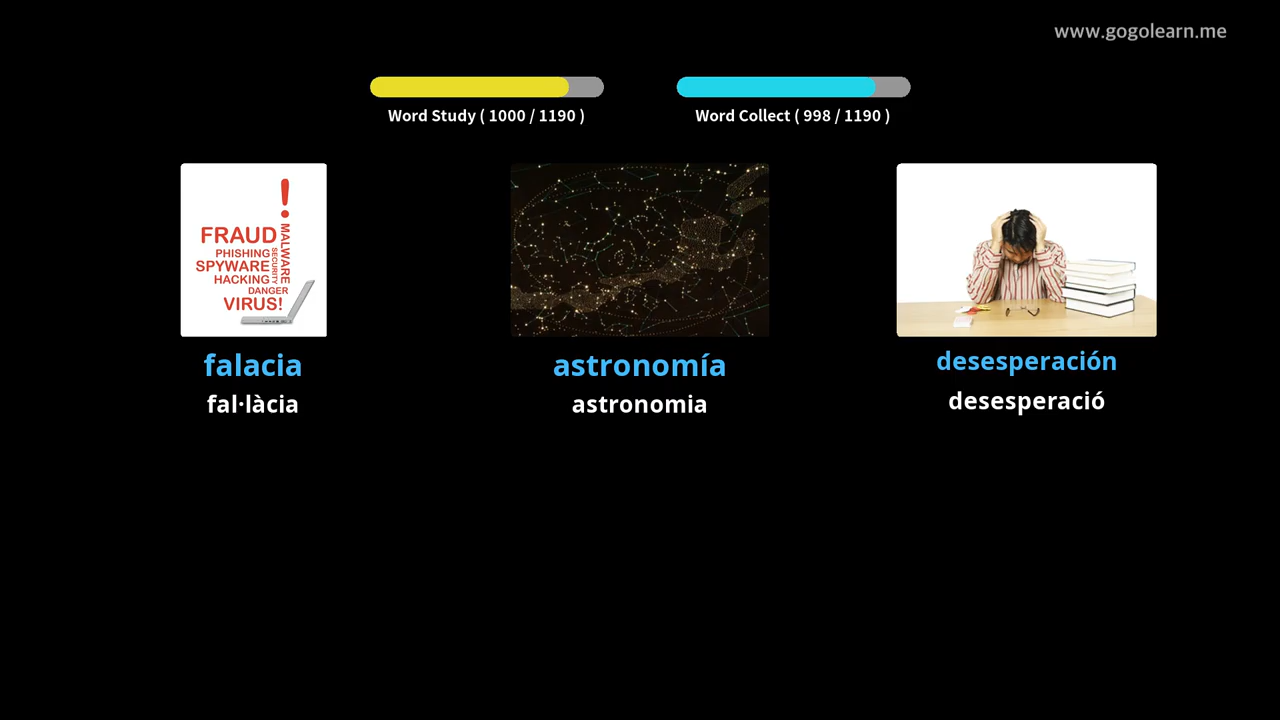 www.gogolearn.me
Word Study ( 1000 / 1190 )
Word Collect ( 998 / 1190 )
!
FRAUD
PHISHING
SPYWARE
HACKING
DANGER
VIRUS!
SECURITY
MALWARE
falacia
fal·làcia
astronomía
astronomia
desesperación
desesperació